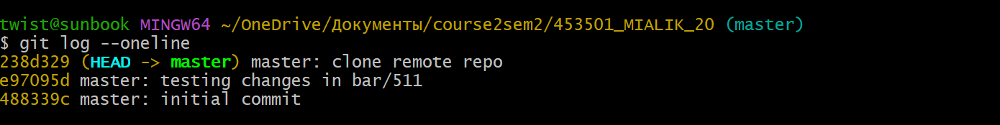 twist@sunbook MINGW64 ~/OneDrive/Документы/course2sem2/453501_MIALIK_20 (master)
$ git log --oneline
238d329 (HEAD -> master) master: clone remote repo
e97095d master: testing changes in bar/511
488339c master: initial commit